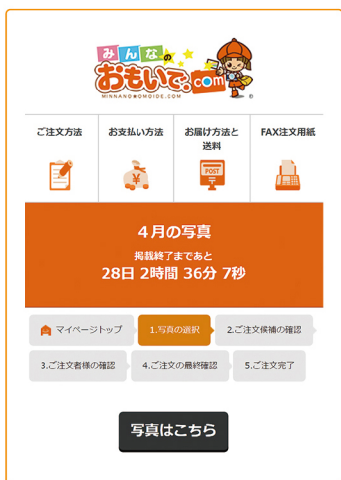 みんなの
おもいで.com
MINNANO★OMOIDE.COM
ご注文方法
お支払い方法
お届け方法と
送料
FAX注文用紙
¥
POST
4月の写真
掲載終了まであと
28日 2時間 36分 7秒
マイページトップ
1.写真の選択
2.ご注文候補の確認
3.ご注文者様の確認
4.ご注文の最終確認
5.ご注文完了
写真はこちら